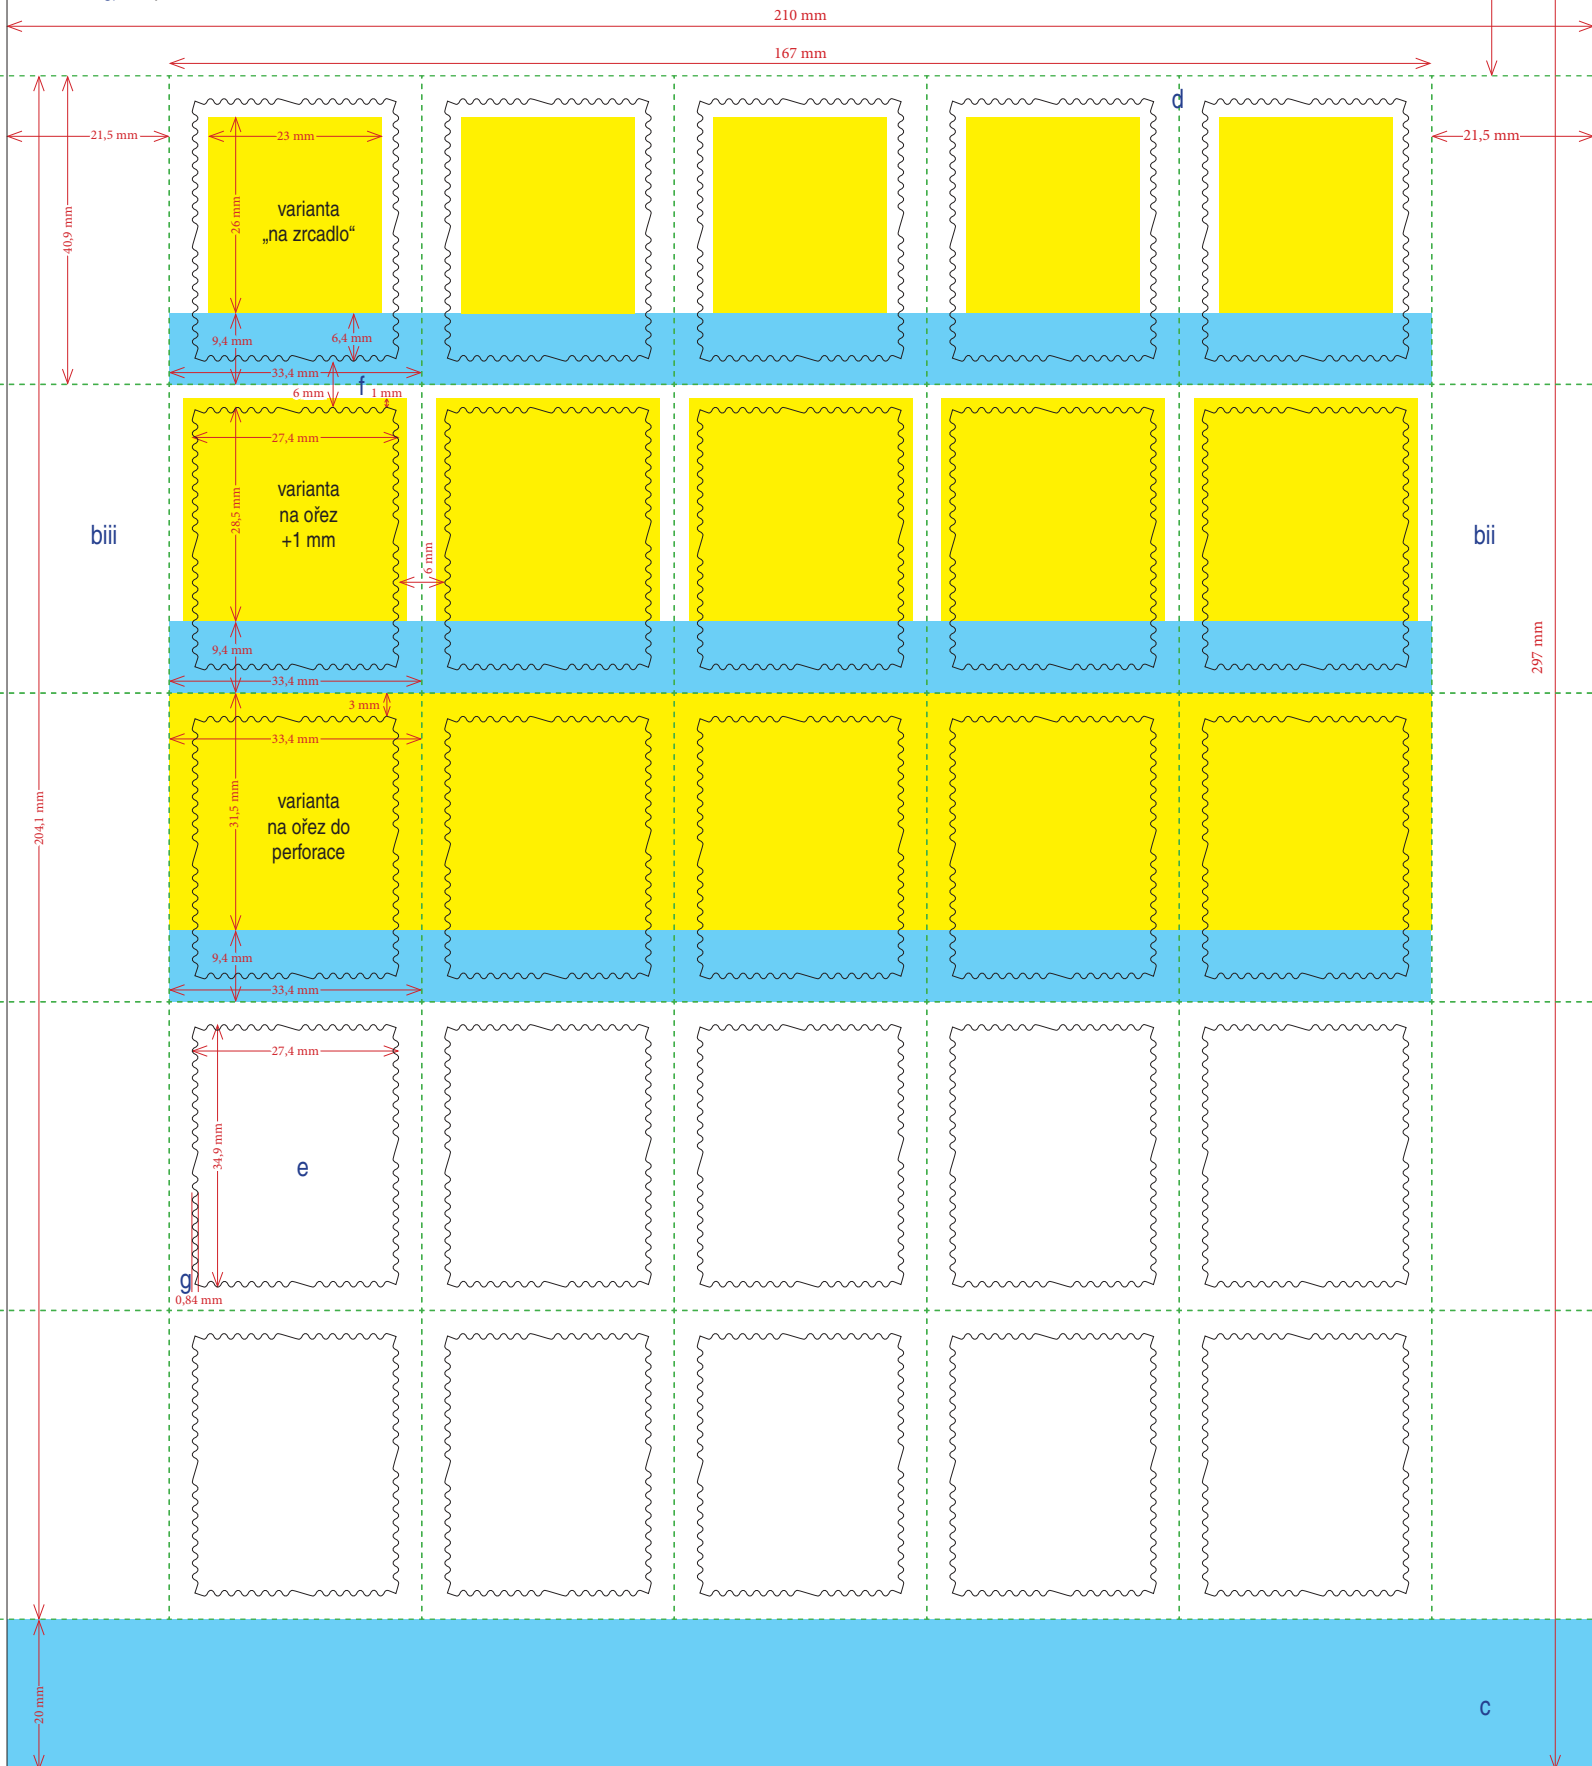 210 mm
167 mm
d
21,5 mm
23 mm
21,5 mm
40,9 mm
26 mm
varianta
„na zrcadlo“
9,4 mm
6,4 mm
33,4 mm
f
6 mm
1 mm
27,4 mm
28,5 mm
varianta
na ořez
+1 mm
biii
bii
6 mm
297 mm
9,4 mm
33,4 mm
3 mm
33,4 mm
204,1 mm
31,5 mm
varianta
na ořez do
perforace
9,4 mm
33,4 mm
27,4 mm
34,9 mm
e
g
0,84 mm
20 mm
c